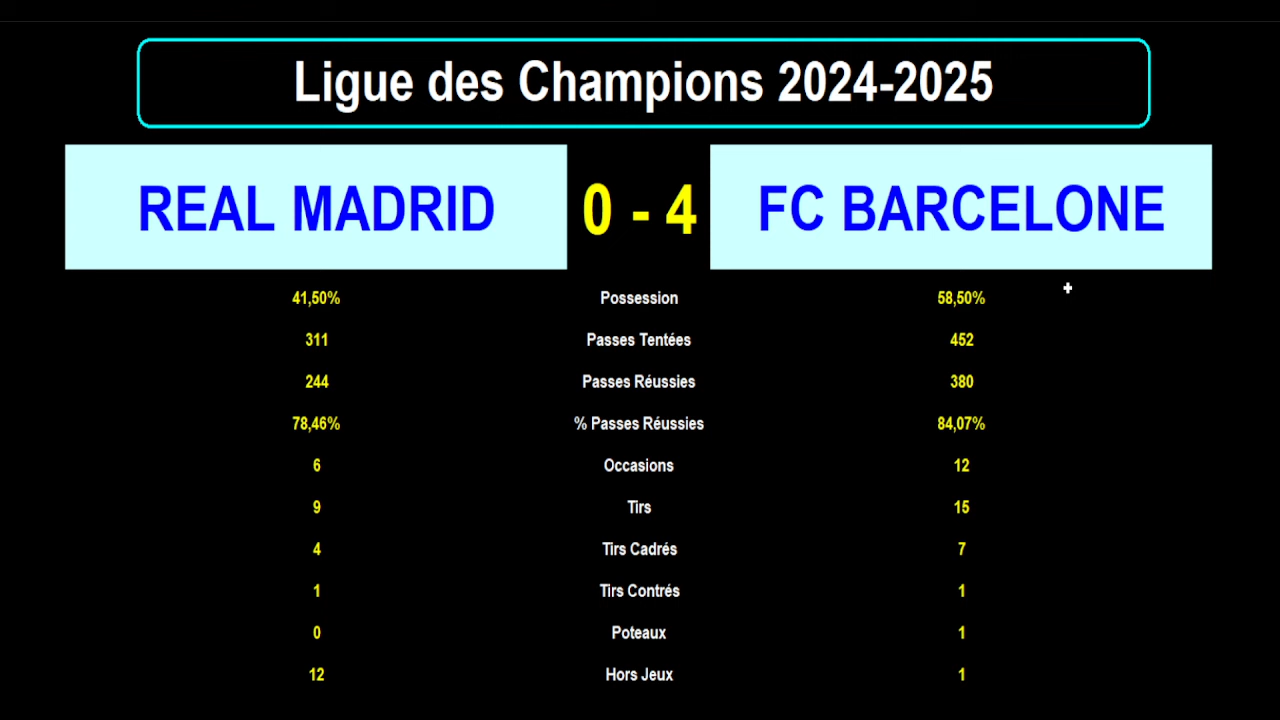 Ligue des Champions 2024-2025
REAL MADRID 0 - 4 FC BARCELONE
41,50% Possession 58,50%
311 Passes Tentées 452
244 Passes Réussies 380
78,46% % Passes Réussies 84,07%
6 Occasions 12
9 Tirs 15
4 Tirs Cadrés 7
1 Tirs Contrés 1
0 Poteaux 1
12 Hors Jeux 1